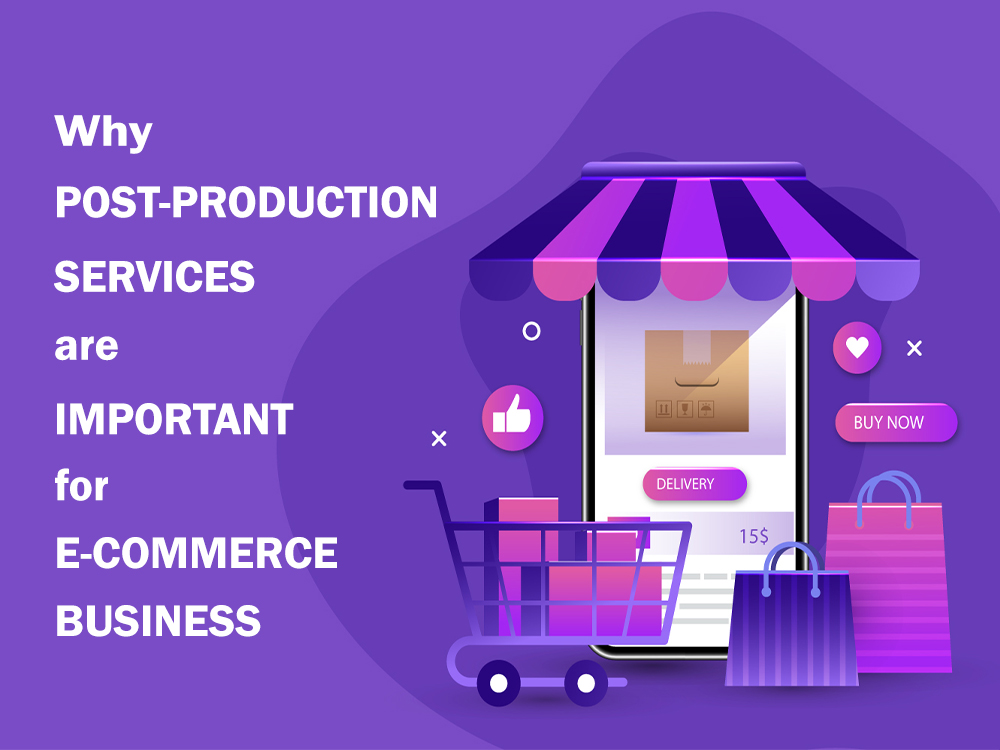 Why
POST-PRODUCTION
SERVICES
are
IMPORTANT
for
E-COMMERCE
BUSINESS
BUY NOW
DELIVERY
15$